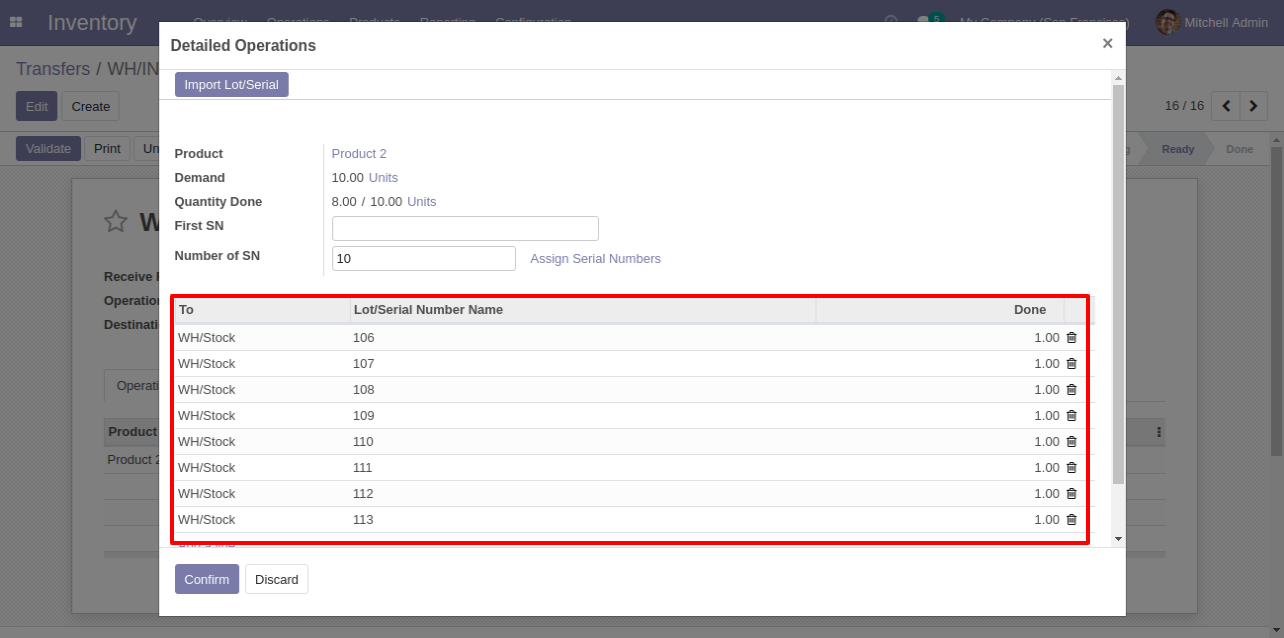 Inventory
Overview Operations Products Reporting Configuration
5 My Company (San Francisco) Mitchell Admin
Detailed Operations
×
Transfers / WH/IN
Import Lot/Serial
Edit Create
16 / 16
Validate Print Un
Ready Done
Product Product 2
Demand 10.00 Units
Quantity Done 8.00 / 10.00 Units
First SN
W
Number of SN 10 Assign Serial Numbers
Receive
Operation
Destinati
To Lot/Serial Number Name Done
WH/Stock 106 1.00
WH/Stock 107 1.00
WH/Stock 108 1.00
WH/Stock 109 1.00
WH/Stock 110 1.00
WH/Stock 111 1.00
WH/Stock 112 1.00
WH/Stock 113 1.00
Add a line
Operati
Product
Product 2
Confirm Discard